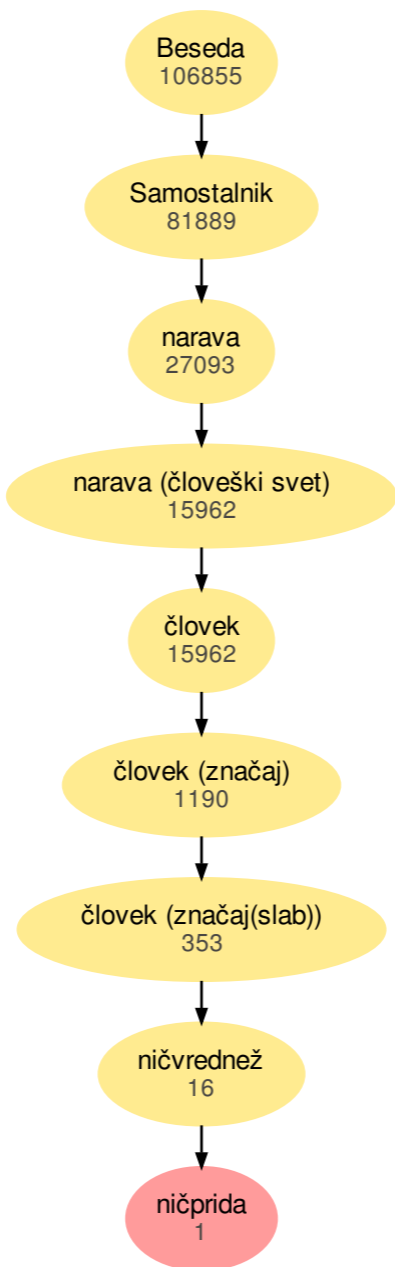 Beseda
106855
Samostalnik
81889
narava
27093
narava (človeški svet)
15962
človek
15962
človek (značaj)
1190
človek (značaj(slab))
353
ničvrednež
16
ničprida
1